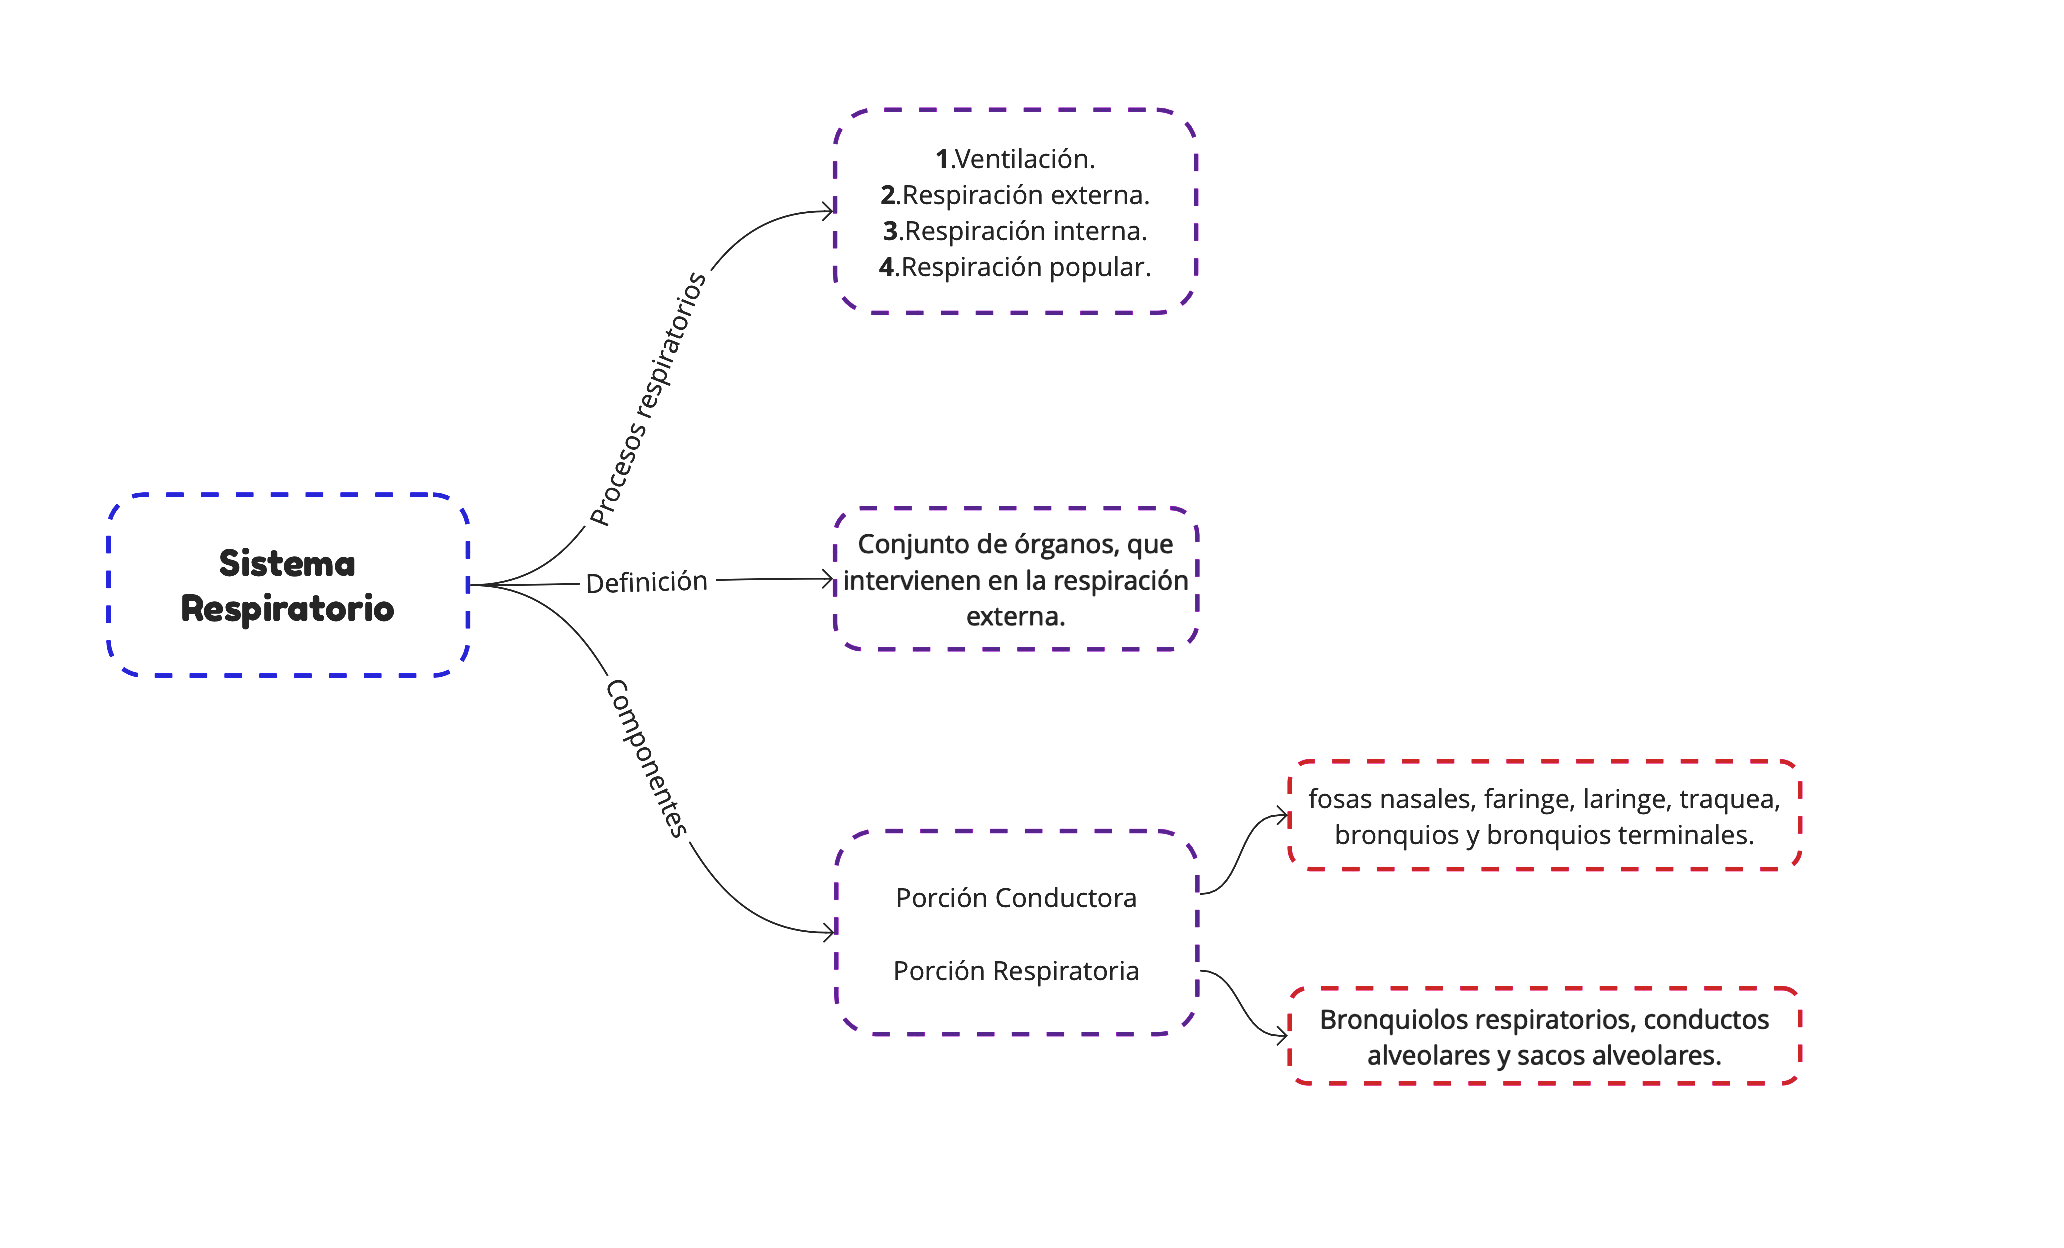 Sistema
Respiratorio
Procesos respiratorios
1.Ventilación.
2.Respiración externa.
3.Respiración interna.
4.Respiración popular.
Definición
Conjunto de órganos, que
intervienen en la respiración
externa.
Componentes
Porción Conductora
Porción Respiratoria
fosas nasales, faringe, laringe, traquea,
bronquios y bronquios terminales.
Bronquiolos respiratorios, conductos
alveolares y sacos alveolares.